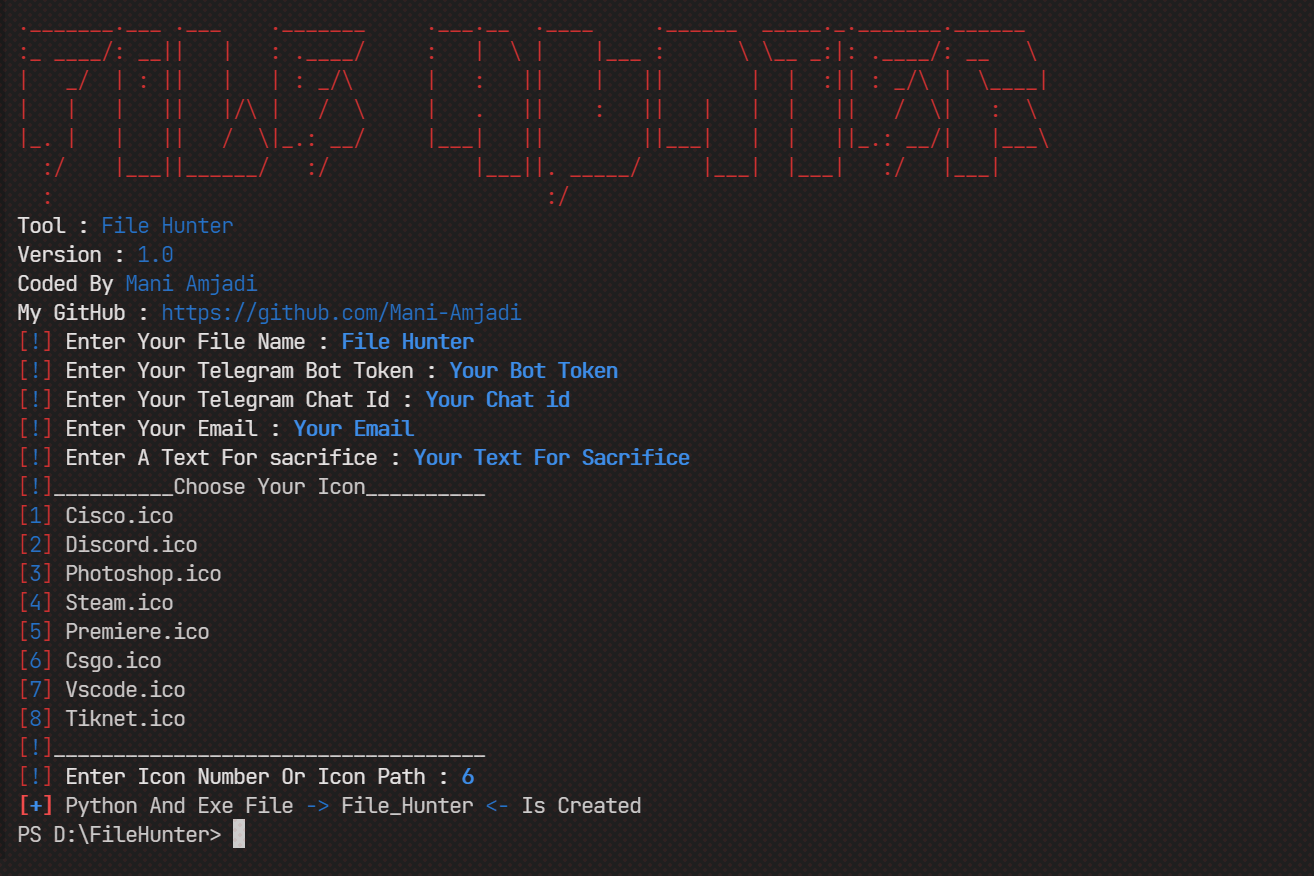 Tool : File Hunter
Version : 1.0
Coded By Mani Amjadi
My GitHub : https://github.com/Mani-Amjadi
[!] Enter Your File Name : File Hunter
[!] Enter Your Telegram Bot Token : Your Bot Token
[!] Enter Your Telegram Chat Id : Your Chat id
[!] Enter Your Email : Your Email
[!] Enter A Text For sacrifice : Your Text For Sacrifice
[!]__________Choose Your Icon__________
[1] Cisco.ico
[2] Discord.ico
[3] Photoshop.ico
[4] Steam.ico
[5] Premiere.ico
[6] Csgo.ico
[7] Vscode.ico
[8] Tiknet.ico
[!]____________________________________
[!] Enter Icon Number Or Icon Path : 6
[+] Python And Exe File -> File_Hunter <- Is Created
PS D:\FileHunter>